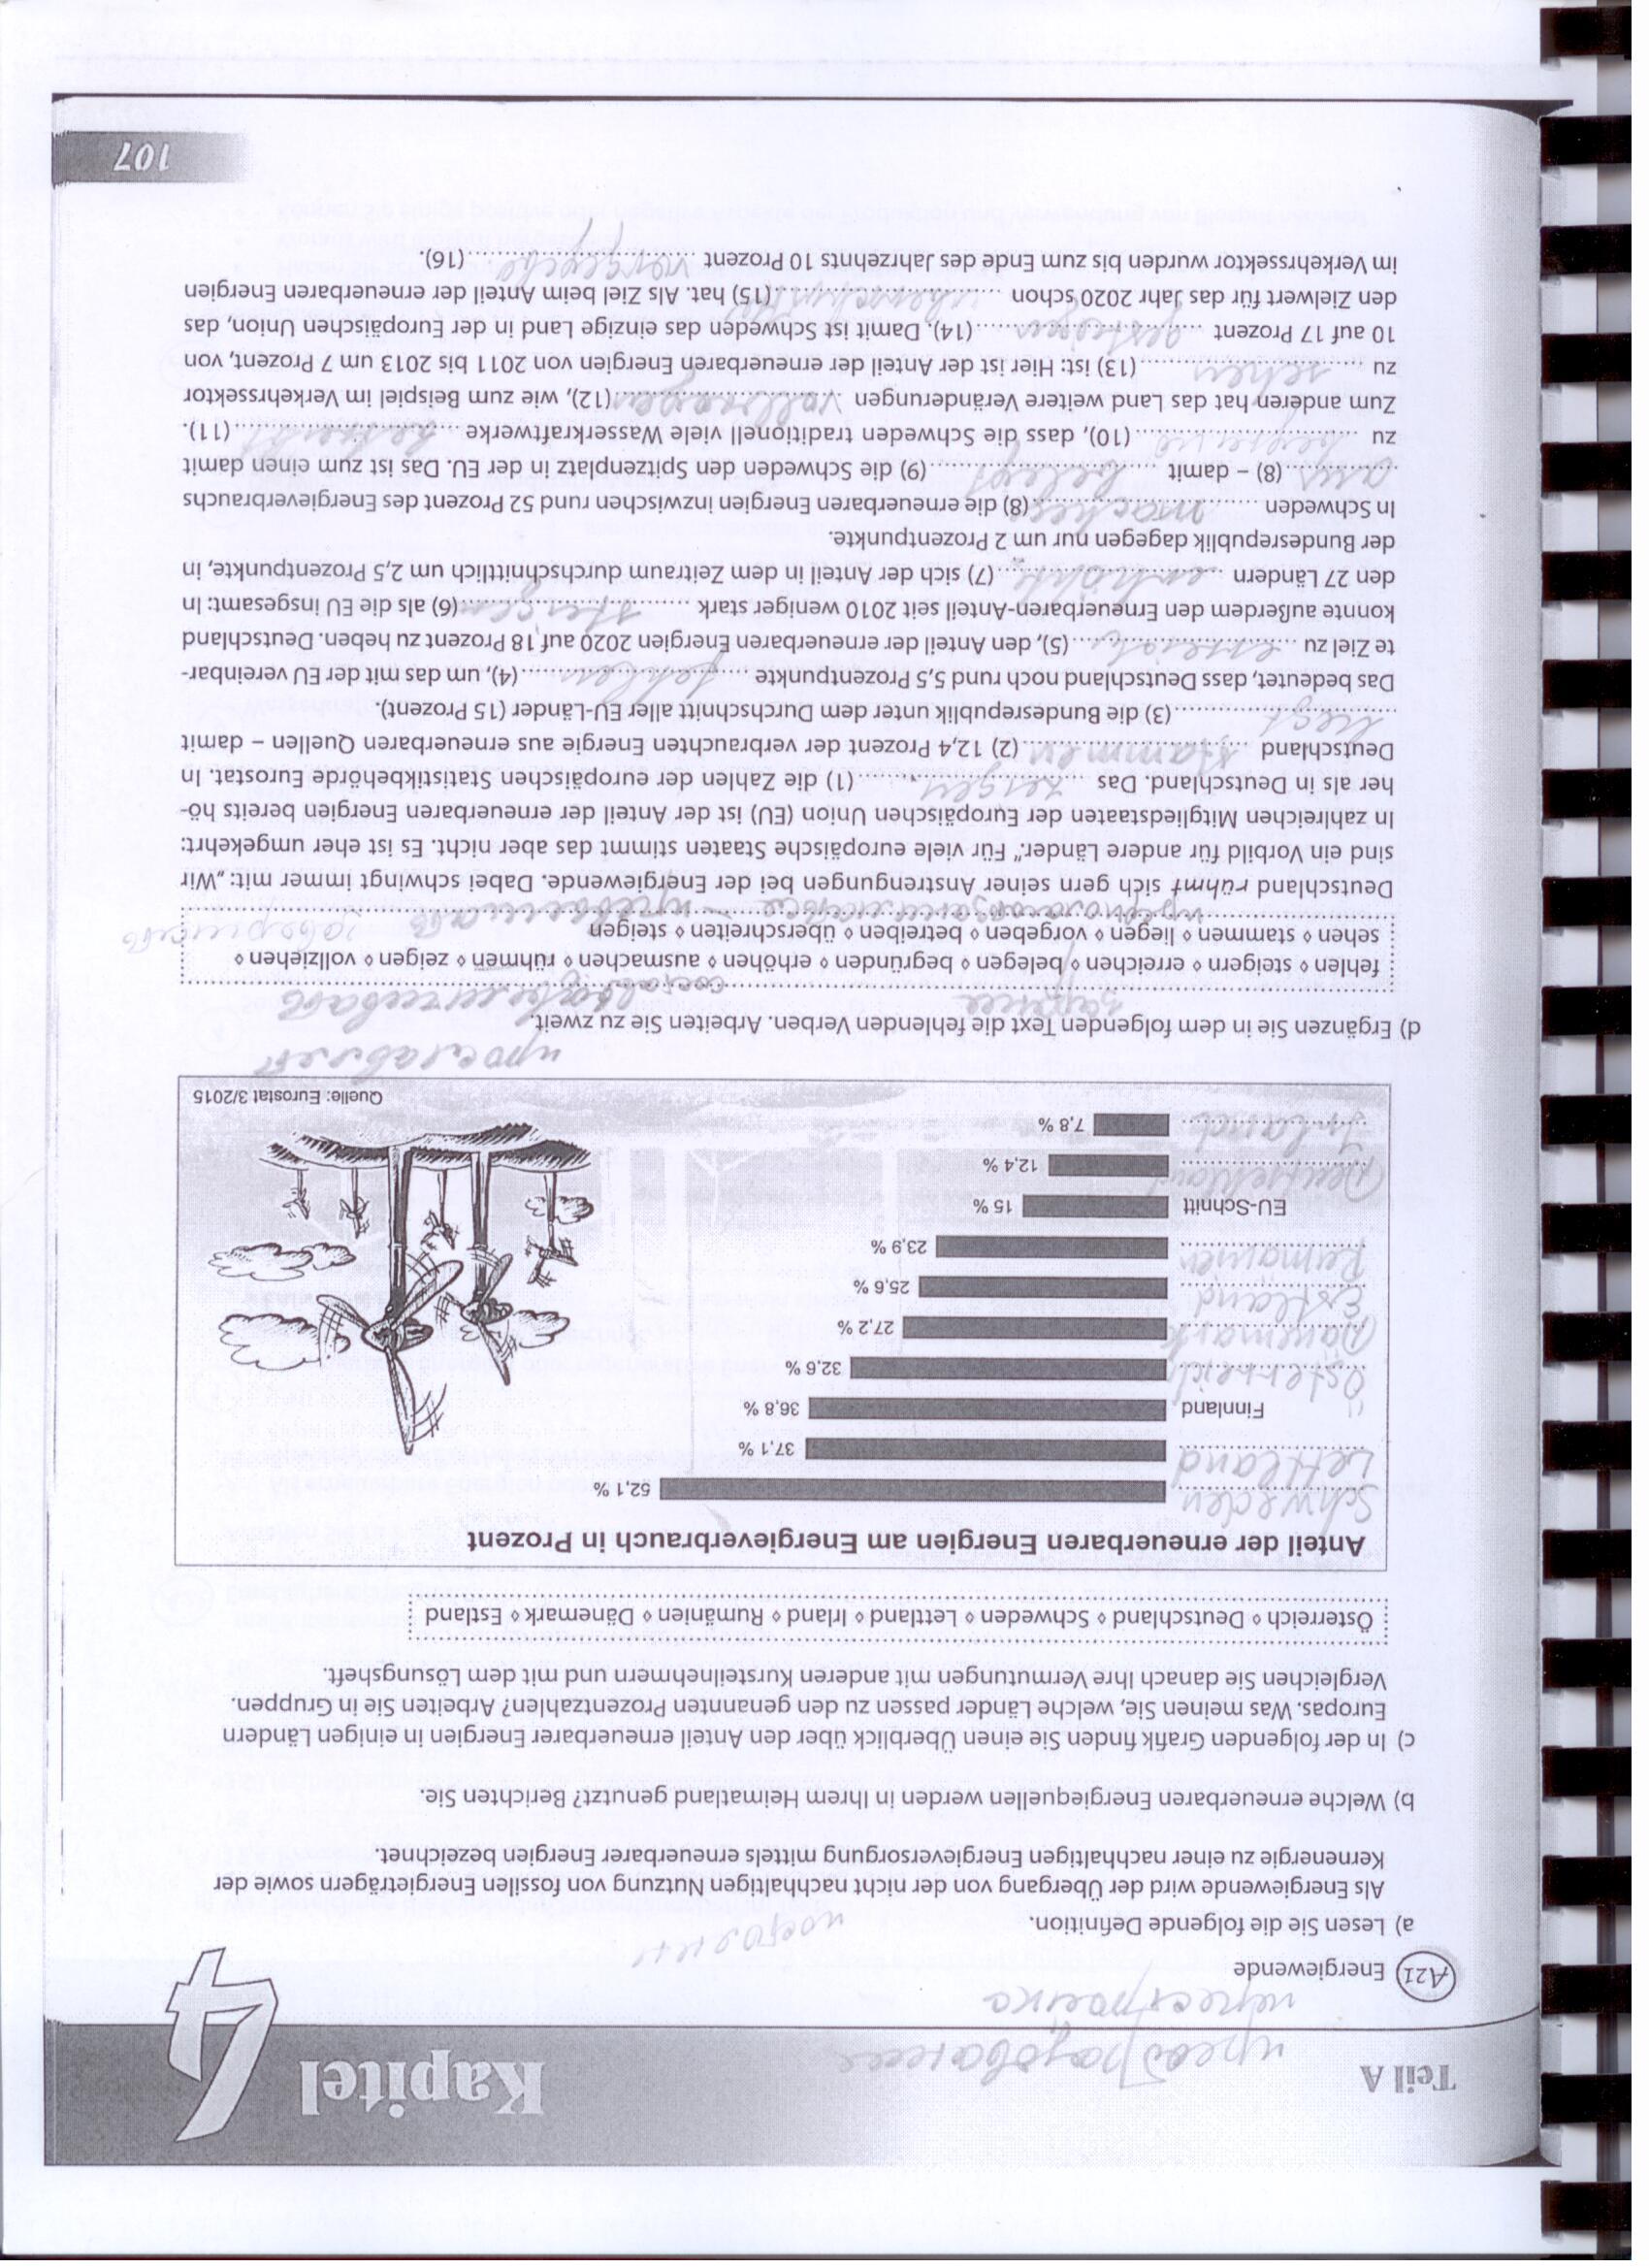 Teil A
Kapitel 4
преобразование
перестройка
A21 Energiewende
a) Lesen Sie die folgende Definition.
Als Energiewende wird der Übergang von der nicht nachhaltigen Nutzung von fossilen Energieträgern sowie der
Kernenergie zu einer nachhaltigen Energieversorgung mittels erneuerbarer Energien bezeichnet.
b) Welche erneuerbaren Energiequellen werden in Ihrem Heimatland genutzt? Berichten Sie.
c) In der folgenden Grafik finden Sie einen Überblick über den Anteil erneuerbarer Energien in einigen Ländern
Europas. Was meinen Sie, welche Länder passen zu den genannten Prozentzahlen? Arbeiten Sie in Gruppen.
Vergleichen Sie danach Ihre Vermutungen mit anderen Kursteilnehmern und mit dem Lösungsheft.
Österreich ⋄ Deutschland ⋄ Schweden ⋄ Lettland ⋄ Irland ⋄ Rumänien ⋄ Dänemark ⋄ Estland
Anteil der erneuerbaren Energien am Energieverbrauch in Prozent
Schweden 52,1 %
Lettland 37,1 %
Finnland 36,8 %
Österreich 32,6 %
Dänemark 27,2 %
Estland 25,6 %
Rumänien 23,9 %
EU-Schnitt 15 %
Deutschland 12,4 %
Irland 7,8 %
Quelle: Eurostat 3/2015
прославлят
d) Ergänzen Sie in dem folgenden Text die fehlenden Verben. Arbeiten Sie zu zweit.
fehlen ⋄ steigern ⋄ erreichen ⋄ belegen ⋄ begründen ⋄ erhöhen ⋄ ausmachen ⋄ rühmen ⋄ zeigen ⋄ vollziehen ⋄
sehen ⋄ stammen ⋄ liegen ⋄ vorgeben ⋄ betreiben ⋄ überschreiten ⋄ steigen
превышать завершать
Deutschland rühmt sich gern seiner Anstrengungen bei der Energiewende. Dabei schwingt immer mit: „Wir
sind ein Vorbild für andere Länder.“ Für viele europäische Staaten stimmt das aber nicht. Es ist eher umgekehrt:
In zahlreichen Mitgliedstaaten der Europäischen Union (EU) ist der Anteil der erneuerbaren Energien bereits hö-
her als in Deutschland. Das zeigen (1) die Zahlen der europäischen Statistikbehörde Eurostat. In
Deutschland stammen (2) 12,4 Prozent der verbrauchten Energie aus erneuerbaren Quellen – damit
liegt (3) die Bundesrepublik unter dem Durchschnitt aller EU-Länder (15 Prozent).
Das bedeutet, dass Deutschland noch rund 5,5 Prozentpunkte fehlen (4), um das mit der EU vereinbar-
te Ziel zu erreich (5), den Anteil der erneuerbaren Energien 2020 auf 18 Prozent zu heben. Deutschland
konnte außerdem den Erneuerbaren-Anteil seit 2010 weniger stark steigen (6) als die EU insgesamt: In
den 27 Ländern erhöhte (7) sich der Anteil in dem Zeitraum durchschnittlich um 2,5 Prozentpunkte, in
der Bundesrepublik dagegen nur um 2 Prozentpunkte.
In Schweden machen (8) die erneuerbaren Energien inzwischen rund 52 Prozent des Energieverbrauchs
aus (8) – damit belegt (9) die Schweden den Spitzenplatz in der EU. Das ist zum einen damit
zu (10), dass die Schweden traditionell viele Wasserkraftwerke betreibt (11).
Zum anderen hat das Land weitere Veränderungen vollzogen (12), wie zum Beispiel im Verkehrssektor
zu sehen (13) ist: Hier ist der Anteil der erneuerbaren Energien von 2011 bis 2013 um 7 Prozent, von
10 auf 17 Prozent gestiegen (14). Damit ist Schweden das einzige Land in der Europäischen Union, das
den Zielwert für das Jahr 2020 schon (15) hat. Als Ziel beim Anteil der erneuerbaren Energien
im Verkehrssektor wurden bis zum Ende des Jahrzehnts 10 Prozent vorgegebe (16).
107